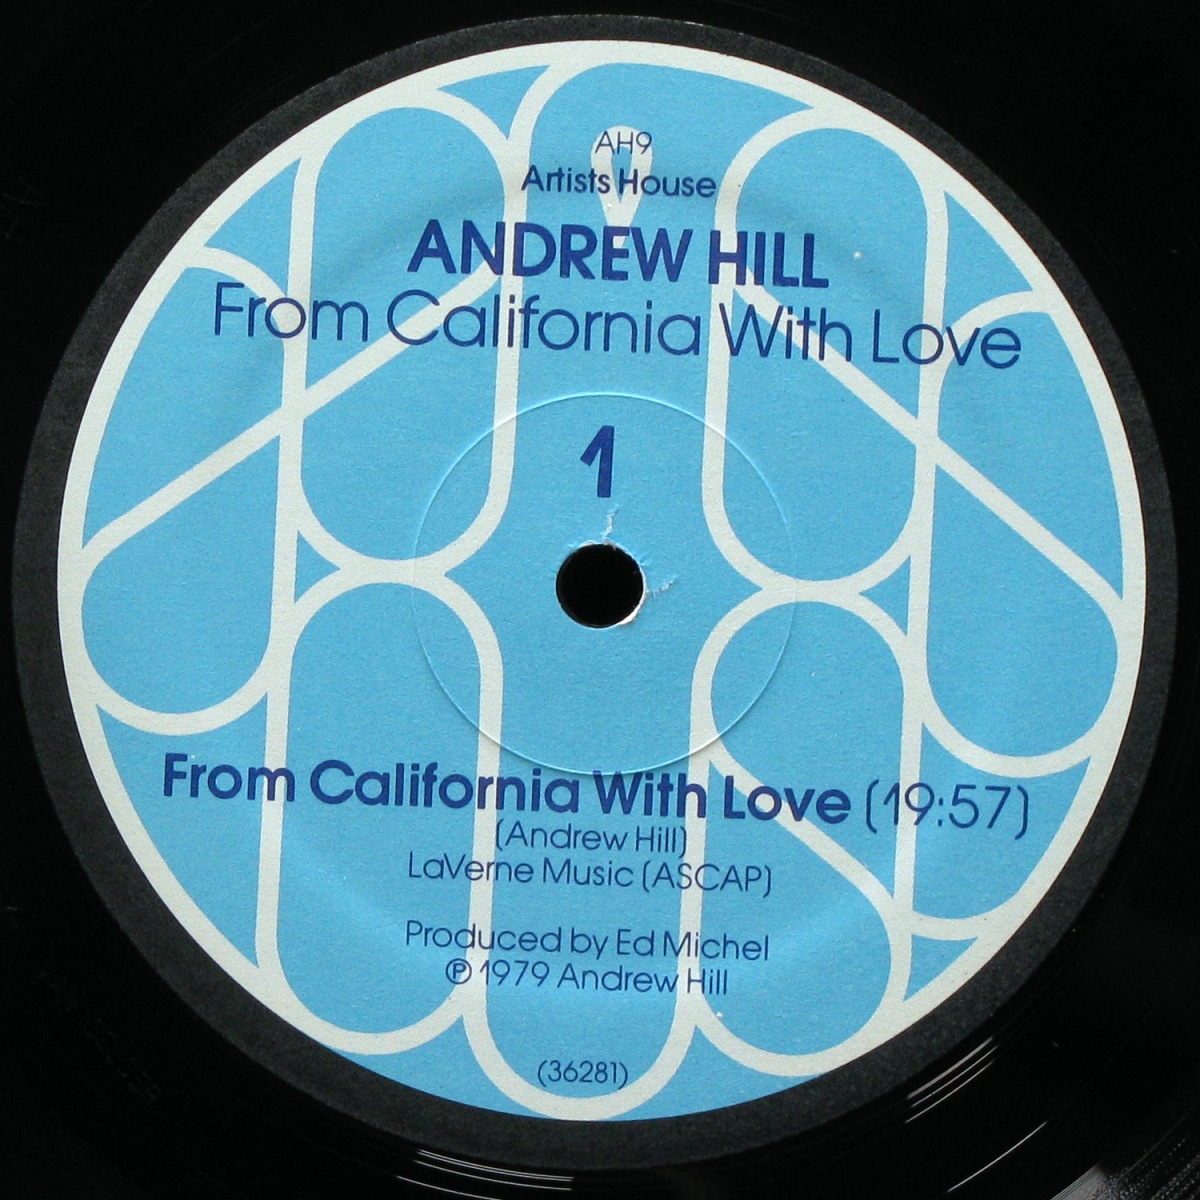 AH9
Artists House
ANDREW HILL
From California With Love
1
From California With Love (19:57)
(Andrew Hill)
LaVerne Music (ASCAP)
Produced by Ed Michel
℗ 1979 Andrew Hill
(36281)